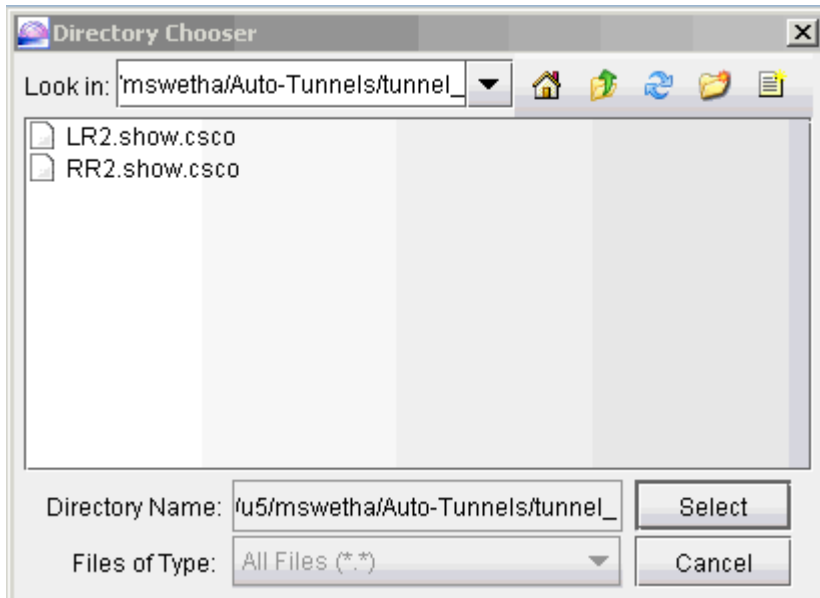 Directory Chooser
Look in: 'mswetha/Auto-Tunnels/tunnel_
LR2.show.csco
RR2.show.csco
Directory Name: /u5/mswetha/Auto-Tunnels/tunnel_ Select
Files of Type: All Files (*.*) Cancel